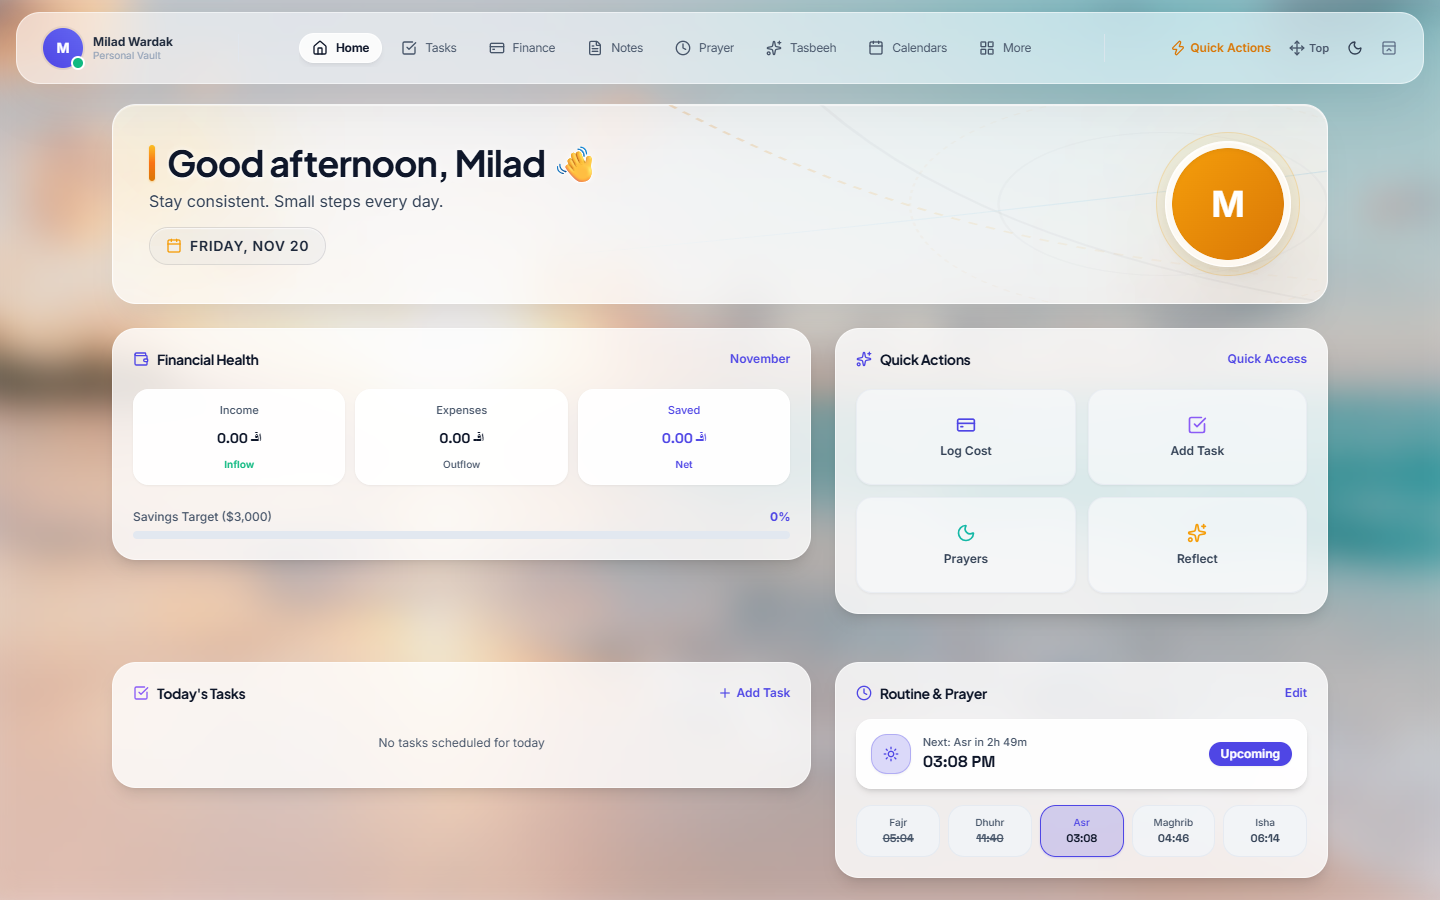 M
Milad Wardak
Personal Vault
Home
Tasks
Finance
Notes
Prayer
Tasbeeh
Calendars
More
Quick Actions
Top
Good afternoon, Milad 👋
Stay consistent. Small steps every day.
FRIDAY, NOV 20
M
Financial Health
November
Income
0.00 اف
Inflow
Expenses
0.00 اف
Outflow
Saved
0.00 اف
Net
Savings Target ($3,000)
0%
Quick Actions
Quick Access
Log Cost
Add Task
Prayers
Reflect
Today's Tasks
+ Add Task
No tasks scheduled for today
Routine & Prayer
Edit
Next: Asr in 2h 49m
03:08 PM
Upcoming
Fajr
05:04
Dhuhr
11:40
Asr
03:08
Maghrib
04:46
Isha
06:14